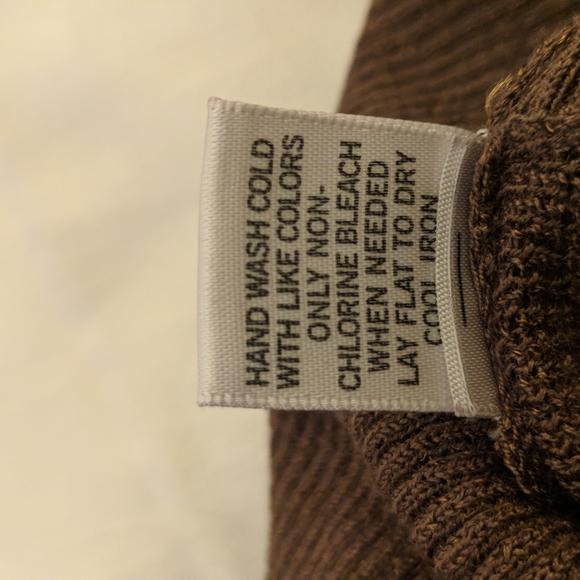 HAND WASH COLD
WITH LIKE COLORS
ONLY NON-
CHLORINE BLEACH
WHEN NEEDED
LAY FLAT TO DRY
COOL IRON